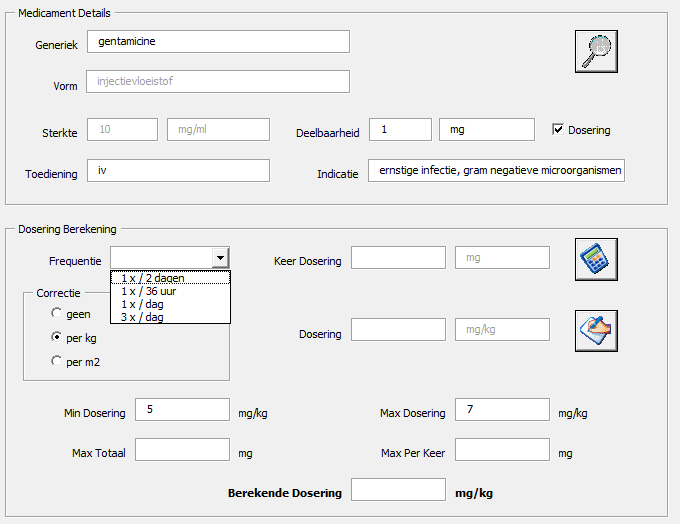 Medicament Details
Generiek gentamicine
Vorm injectievloeistof
Sterkte 10 mg/ml Deelbaarheid 1 mg Dosering
Toediening iv Indicatie ernstige infectie, gram negatieve microorganismen
Dosering Berekening
Frequentie Keer Dosering mg
1 x / 2 dagen
1 x / 36 uur
1 x / dag
3 x / dag
Correctie
geen
per kg
per m2
Dosering mg/kg
Min Dosering 5 mg/kg Max Dosering 7 mg/kg
Max Totaal mg Max Per Keer mg
Berekende Dosering mg/kg